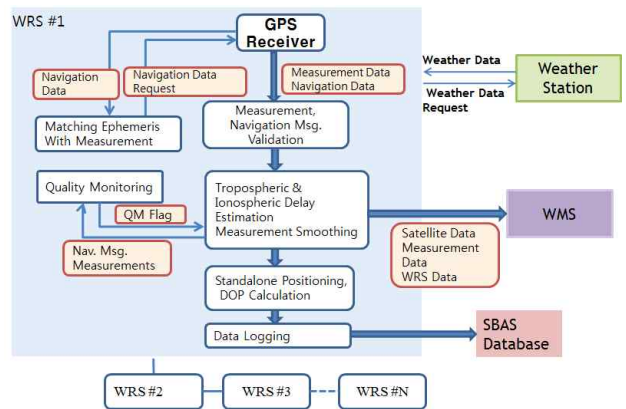 WRS #1
GPS
Receiver
Navigation
Data
Navigation Data
Request
Measurement Data
Navigation Data
Weather Data
Weather Data
Request
Weather
Station
Matching Ephemeris
With Measurement
Measurement,
Navigation Msg.
Validation
Quality Monitoring
QM Flag
Nav. Msg.
Measurements
Tropospheric &
Ionospheric Delay
Estimation
Measurement Smoothing
WMS
Satellite Data
Measurement
Data
WRS Data
Standalone Positioning,
DOP Calculation
Data Logging
SBAS
Database
WRS #2
WRS #3
WRS #N